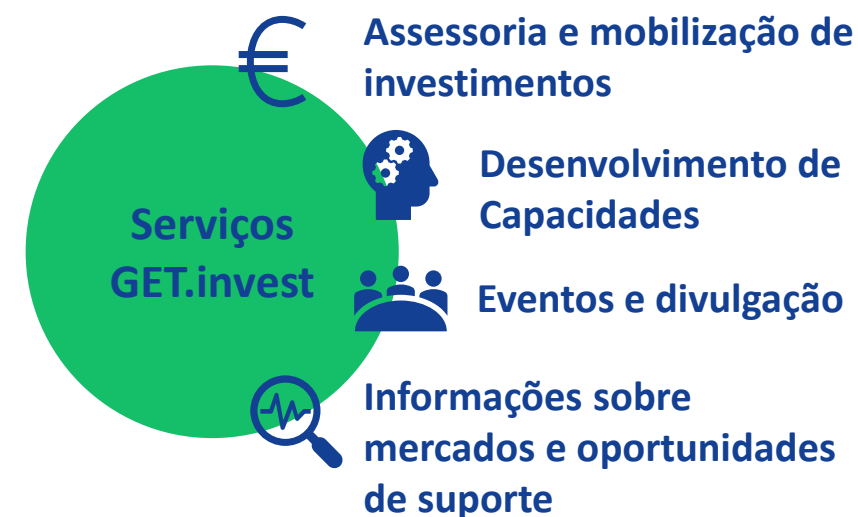 Assessoria e mobilização de
investimentos
Desenvolvimento de
Capacidades
Serviços
GET.invest
Eventos e divulgação
Informações sobre
mercados e oportunidades
de suporte